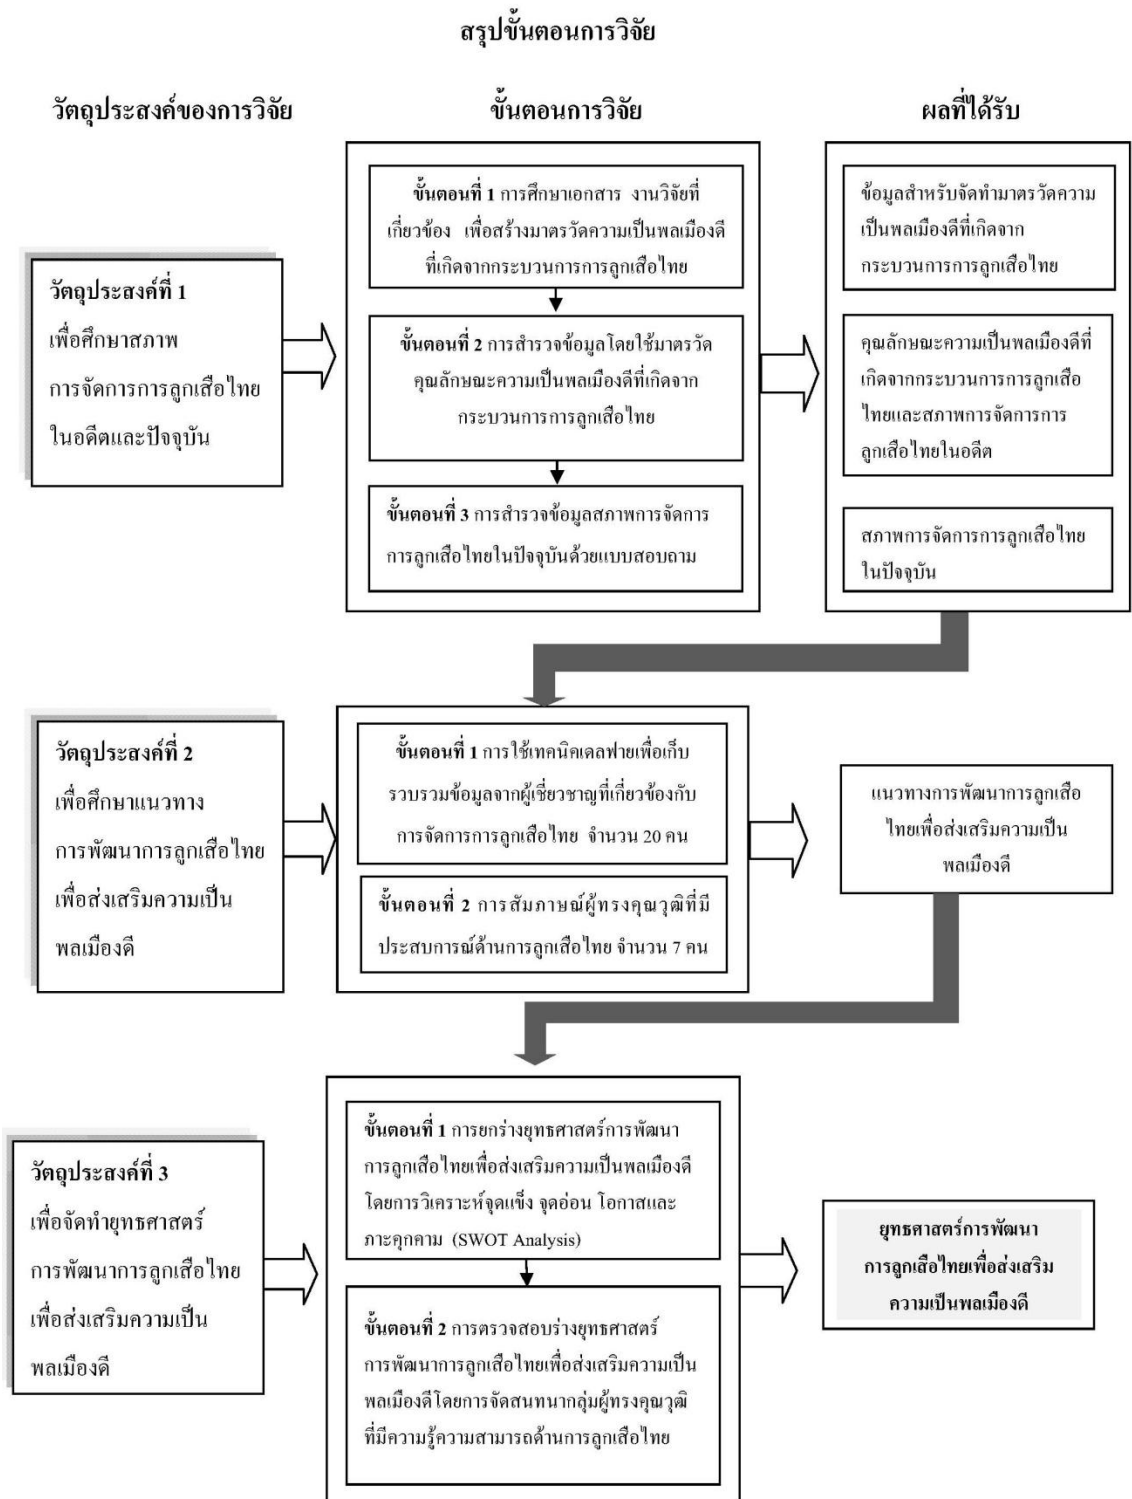 สรุปขั้นตอนการวิจัย
วัตถุประสงค์ของการวิจัย
ขั้นตอนการวิจัย
ผลที่ได้รับ
วัตถุประสงค์ที่ 1
เพื่อศึกษาสภาพ
การจัดการการลูกเสือไทย
ในอดีตและปัจจุบัน
ขั้นตอนที่ 1 การศึกษาเอกสาร งานวิจัยที่
เกี่ยวข้อง เพื่อสร้างมาตรวัดความเป็นพลเมืองดี
ที่เกิดจากกระบวนการการลูกเสือไทย
ขั้นตอนที่ 2 การสำรวจข้อมูลโดยใช้มาตรวัด
คุณลักษณะความเป็นพลเมืองดีที่เกิดจาก
กระบวนการการลูกเสือไทย
ขั้นตอนที่ 3 การสำรวจข้อมูลสภาพการจัดการ
การลูกเสือไทยในปัจจุบันด้วยแบบสอบถาม
ข้อมูลสำหรับจัดทำมาตรวัดความ
เป็นพลเมืองดีที่เกิดจาก
กระบวนการการลูกเสือไทย
คุณลักษณะความเป็นพลเมืองดีที่
เกิดจากกระบวนการการลูกเสือ
ไทยและสภาพการจัดการการ
ลูกเสือไทยในอดีต
สภาพการจัดการการลูกเสือไทย
ในปัจจุบัน
วัตถุประสงค์ที่ 2
เพื่อศึกษาแนวทาง
การพัฒนาการลูกเสือไทย
เพื่อส่งเสริมความเป็น
พลเมืองดี
ขั้นตอนที่ 1 การใช้เทคนิคเดลฟายเพื่อเก็บ
รวบรวมข้อมูลจากผู้เชี่ยวชาญที่เกี่ยวข้องกับ
การจัดการการลูกเสือไทย จำนวน 20 คน
ขั้นตอนที่ 2 การสัมภาษณ์ผู้ทรงคุณวุฒิที่มี
ประสบการณ์ด้านการลูกเสือไทย จำนวน 7 คน
แนวทางการพัฒนาการลูกเสือ
ไทยเพื่อส่งเสริมความเป็น
พลเมืองดี
วัตถุประสงค์ที่ 3
เพื่อจัดทำยุทธศาสตร์
การพัฒนาการลูกเสือไทย
เพื่อส่งเสริมความเป็น
พลเมืองดี
ขั้นตอนที่ 1 การยกร่างยุทธศาสตร์การพัฒนา
การลูกเสือไทยเพื่อส่งเสริมความเป็นพลเมืองดี
โดยการวิเคราะห์จุดแข็ง จุดอ่อน โอกาสและ
ภาะคุกคาม (SWOT Analysis)
ขั้นตอนที่ 2 การตรวจสอบร่างยุทธศาสตร์
การพัฒนาการลูกเสือไทยเพื่อส่งเสริมความเป็น
พลเมืองดีโดยการจัดสนทนากลุ่มผู้ทรงคุณวุฒิ
ที่มีความรู้ความสามารถด้านการลูกเสือไทย
ยุทธศาสตร์การพัฒนา
การลูกเสือไทยเพื่อส่งเสริม
ความเป็นพลเมืองดี